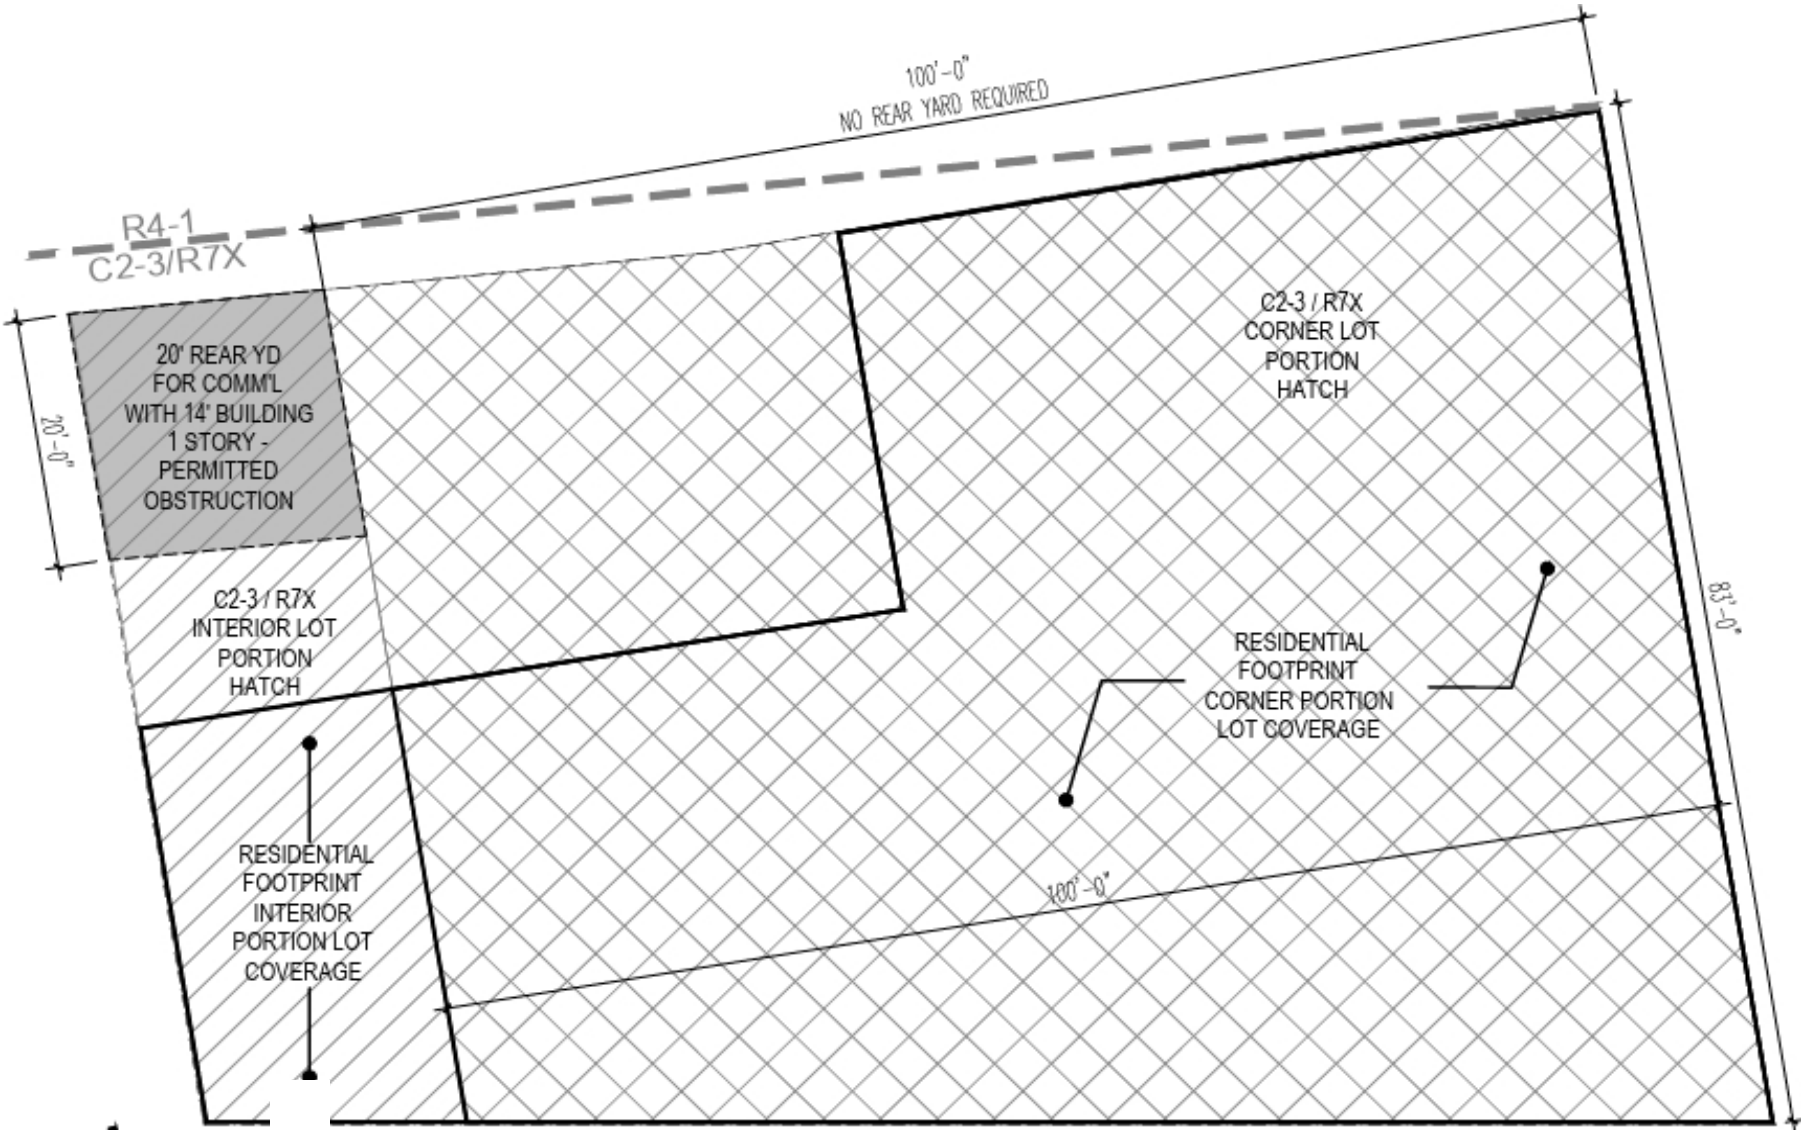 100'-0"
NO REAR YARD REQUIRED
R4-1
C2-3/R7X
20' REAR YD
FOR COMM'L
WITH 14' BUILDING
1 STORY -
PERMITTED
OBSTRUCTION
20'-0"
C2-3 / R7X
CORNER LOT
PORTION
HATCH
C2-3 / R7X
INTERIOR LOT
PORTION
HATCH
83'-0"
RESIDENTIAL
FOOTPRINT
CORNER PORTION
LOT COVERAGE
RESIDENTIAL
FOOTPRINT
INTERIOR
PORTION LOT
COVERAGE
100'-0"